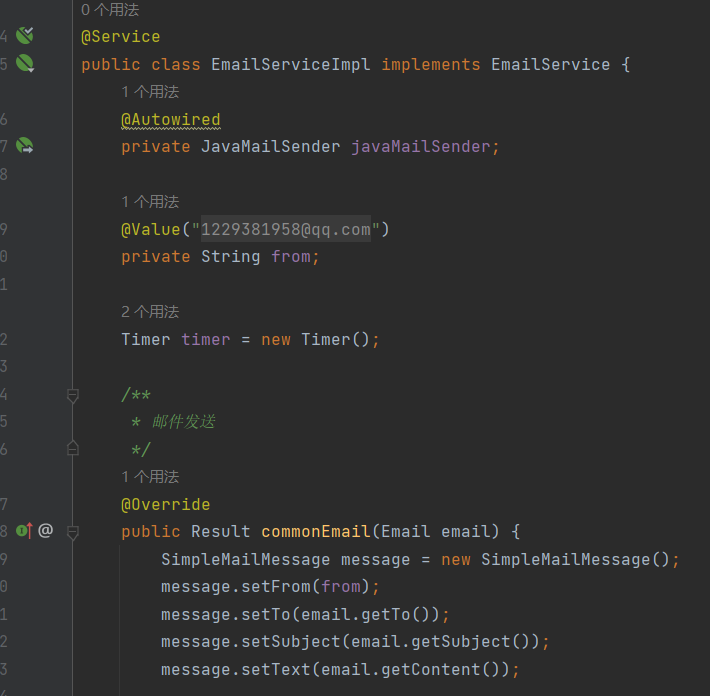 0 个用法
4 @Service
5 public class EmailServiceImpl implements EmailService {
1 个用法
6 @Autowired
7 private JavaMailSender javaMailSender;
8
1 个用法
9 @Value("1229381958@qq.com")
0 private String from;
1
2 个用法
2 Timer timer = new Timer();
3
4 /**
5 * 邮件发送
6 */
1 个用法
7 @Override
8 @ public Result commonEmail(Email email) {
9 SimpleMailMessage message = new SimpleMailMessage();
0 message.setFrom(from);
1 message.setTo(email.getTo());
2 message.setSubject(email.getSubject());
3 message.setText(email.getContent());